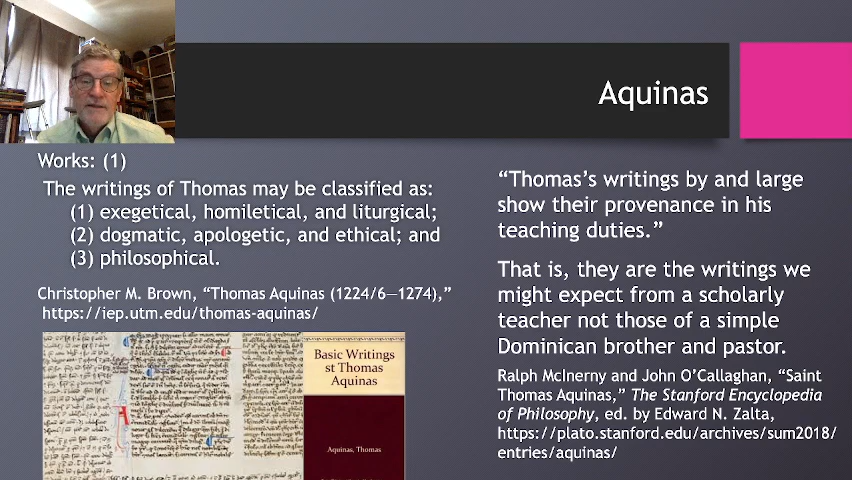 Aquinas
Works: (1)
The writings of Thomas may be classified as:
(1) exegetical, homiletical, and liturgical;
(2) dogmatic, apologetic, and ethical; and
(3) philosophical.
Christopher M. Brown, “Thomas Aquinas (1224/6—1274),”
https://iep.utm.edu/thomas-aquinas/
Basic Writings
st Thomas
Aquinas
Aquinas, Thomas
“Thomas’s writings by and large
show their provenance in his
teaching duties.”
That is, they are the writings we
might expect from a scholarly
teacher not those of a simple
Dominican brother and pastor.
Ralph McInerny and John O’Callaghan, “Saint
Thomas Aquinas,” The Stanford Encyclopedia
of Philosophy, ed. by Edward N. Zalta,
https://plato.stanford.edu/archives/sum2018/
entries/aquinas/